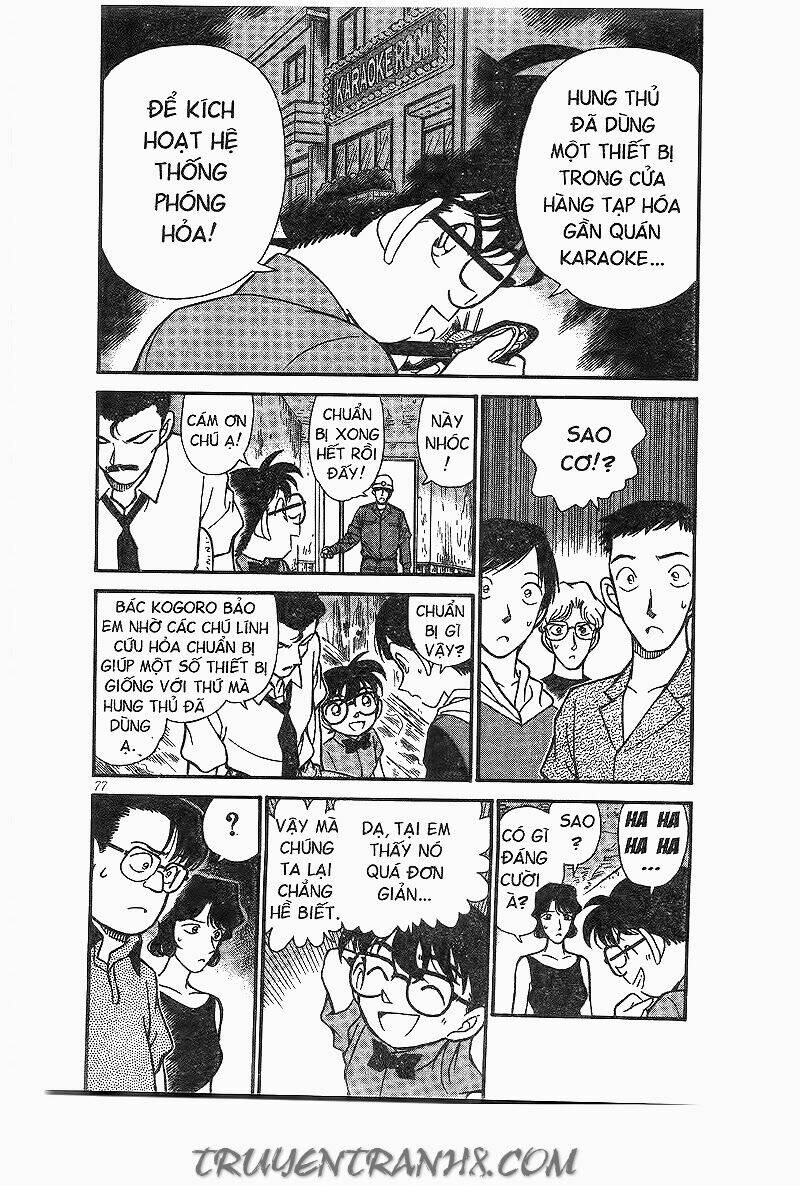 KARAOKE ROOM
HUNG THỦ
ĐÃ DÙNG
MỘT THIẾT BỊ
TRONG CỬA
HÀNG TẠP HÓA
GẦN QUÁN
KARAOKE...
ĐỂ KÍCH
HOẠT HỆ
THỐNG
PHÓNG
HỎA!
SAO
CƠ!?
NÀY
NHÓC
!
CHUẨN
BỊ XONG
HẾT RỒI
ĐẤY!
CÁM ƠN
CHÚ Ạ!
CHUẨN
BỊ GÌ
VẬY?
BÁC KOGORO BẢO
EM NHỜ CÁC CHÚ LÍNH
CỨU HỎA CHUẨN BỊ
GIÚP MỘT SỐ THIẾT BỊ
GIỐNG VỚI THỨ MÀ
HUNG THỦ ĐÃ
DÙNG
Ạ.
77
HA HA
HA HA
...
SAO
?
CÓ GÌ
ĐÁNG
CƯỜI
À?
DẠ, TẠI EM
THẤY NÓ
QUÁ ĐƠN
GIẢN...
VẬY MÀ
CHÚNG
TA LẠI
CHẲNG
HỀ BIẾT.
?
TRUYENTRANH8.COM